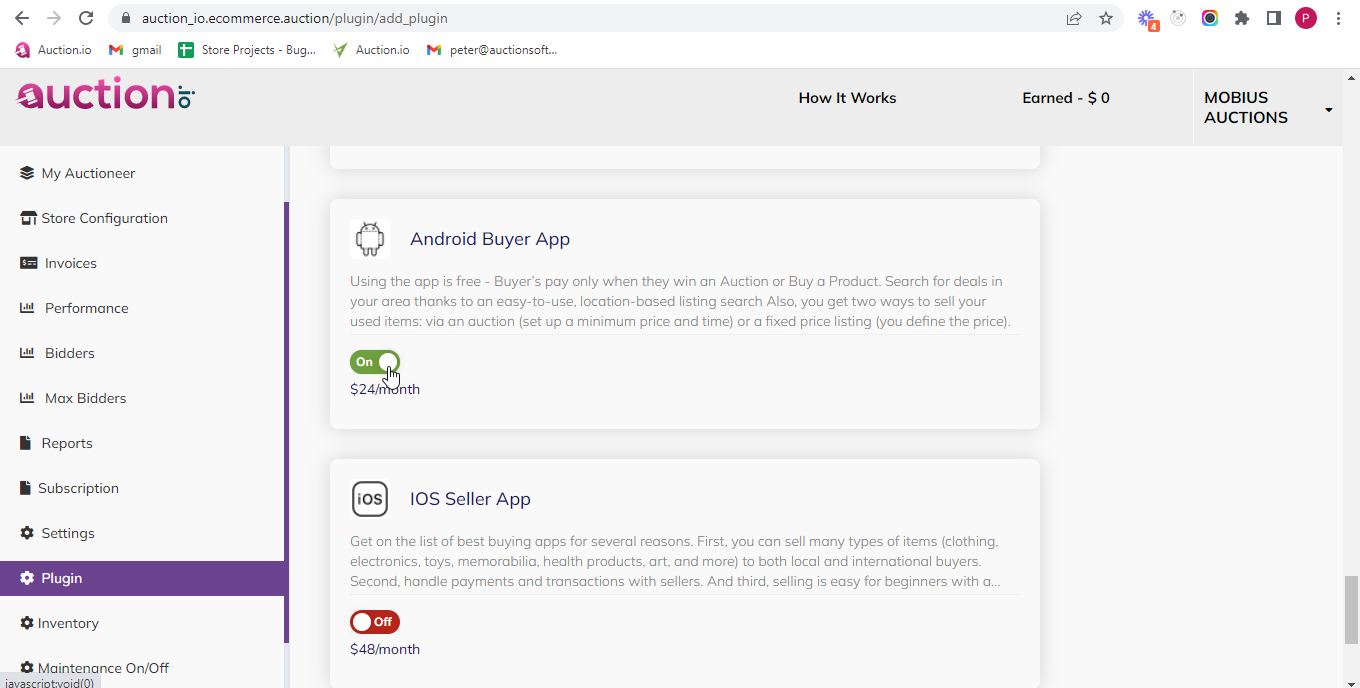 auction_io.ecommerce.auction/plugin/add_plugin
4
P
Auction.io
gmail
Store Projects - Bug...
Auction.io
peter@auctionsoft...
auction io
How It Works
Earned - $ 0
MOBIUS
AUCTIONS
My Auctioneer
Store Configuration
Invoices
Performance
Bidders
Max Bidders
Reports
Subscription
Settings
Plugin
Inventory
Maintenance On/Off
javascript:void(0)
Android Buyer App
Using the app is free - Buyer's pay only when they win an Auction or Buy a Product. Search for deals in
your area thanks to an easy-to-use, location-based listing search Also, you get two ways to sell your
used items: via an auction (set up a minimum price and time) or a fixed price listing (you define the price).
On
$24/month
iOS
IOS Seller App
Get on the list of best buying apps for several reasons. First, you can sell many types of items (clothing,
electronics, toys, memorabilia, health products, art, and more) to both local and international buyers.
Second, handle payments and transactions with sellers. And third, selling is easy for beginners with a...
Off
$48/month